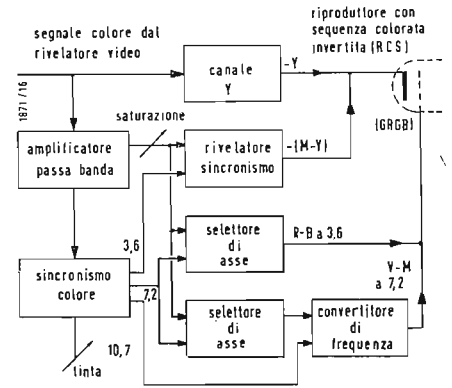 segnale colore dal
rivelatore video
riproduttore con
sequenza colorata
invertita (RCS)
1871/16
canale
Y
-Y
(GRGB)
saturazione
amplificatore
passa banda
rivelatore
sincronismo
-(M-Y)
3,6
selettore
di
asse
R-B a 3,6
sincronismo
colore
7,2
V-M
a 7,2
selettore
di
asse
convertitore
di
frequenza
10,7
tinta